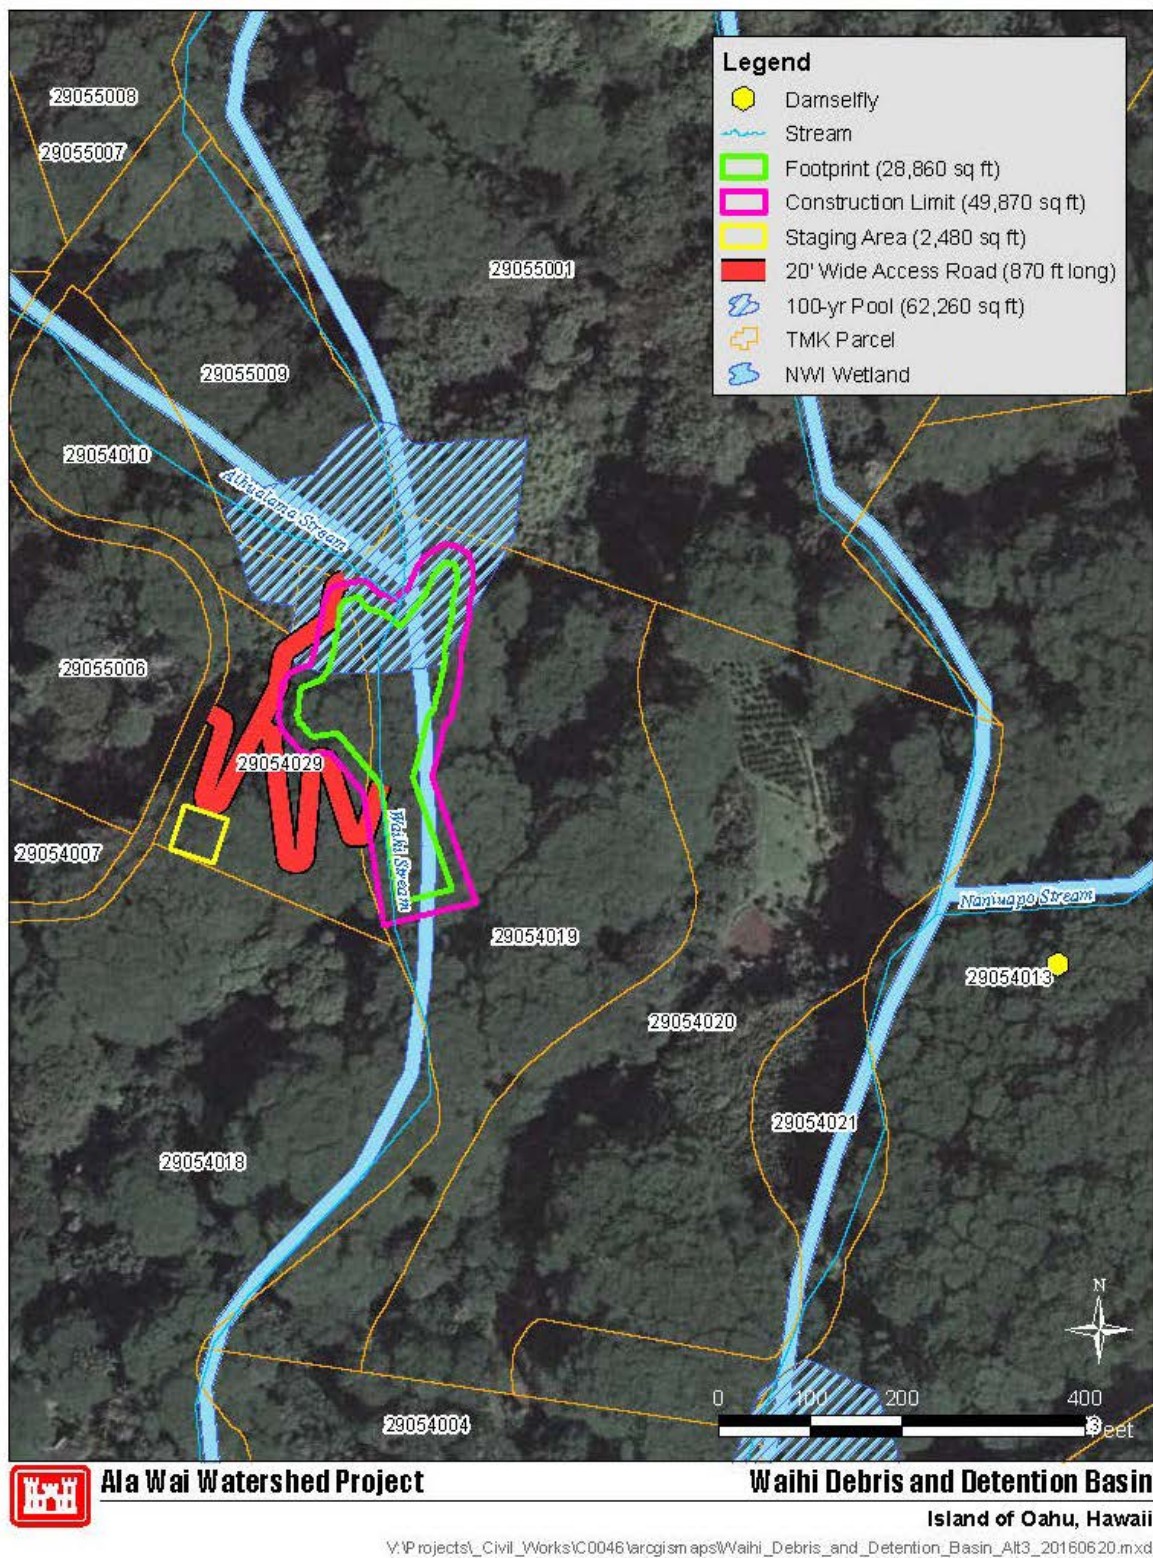 Legend
Damselfly
Stream
Footprint (28,860 sq ft)
Construction Limit (49,870 sq ft)
Staging Area (2,480 sq ft)
20' Wide Access Road (870 ft long)
100-yr Pool (62,260 sq ft)
TMK Parcel
NWI Wetland
29055008
29055007
29055001
29055009
29054010
Aihualama Stream
29055006
29054029
29054007
Waihi Stream
29054019
Naniuapo Stream
29054013
29054020
29054021
29054018
N
0 100 200 400
Feet
29054004
Ala Wai Watershed Project
Waihi Debris and Detention Basin
Island of Oahu, Hawaii
V:\Projects\_Civil_Works\C0046\arcgismaps\Waihi_Debris_and_Detention_Basin_Alt3_20160620.mxd